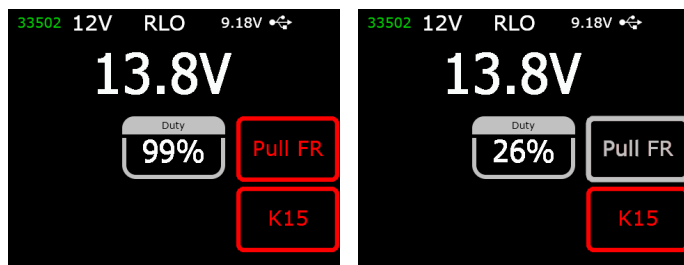 33502 12V RLO 9.18V
13.8V
Duty
99%
Pull FR
K15
33502 12V RLO 9.18V
13.8V
Duty
26%
Pull FR
K15